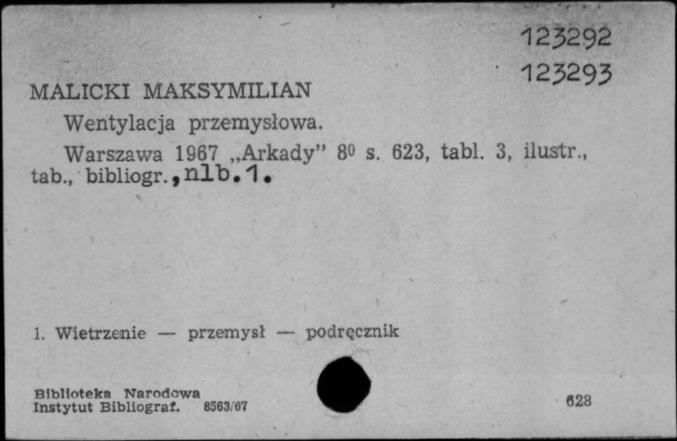 123292
123293
MALICKI MAKSYMILIAN
Wentylacja przemysłowa.
Warszawa 1967 „Arkady” 8⁰ s. 623, tabl. 3, ilustr.,
tab., bibliogr., nlb. 1.
1. Wietrzenie — przemysł — podręcznik
Biblioteka Narodowa
Instytut Bibliograf. 8563/67
628